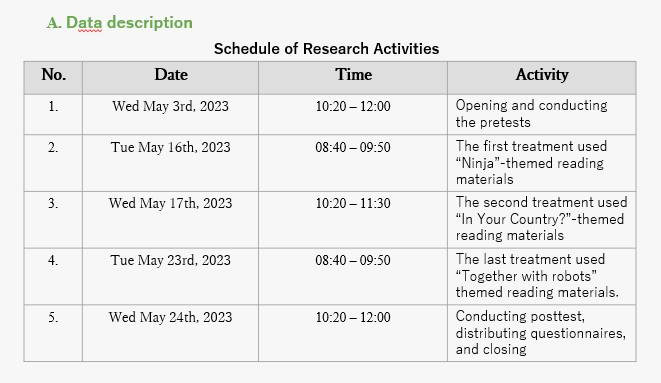 A. Data description
Schedule of Research Activities
No. Date Time Activity
1. Wed May 3rd, 2023 10:20 – 12:00 Opening and conducting
the pretests
2. Tue May 16th, 2023 08:40 – 09:50 The first treatment used
“Ninja”-themed reading
materials
3. Wed May 17th, 2023 10:20 – 11:30 The second treatment used
“In Your Country?”-themed
reading materials
4. Tue May 23rd, 2023 08:40 – 09:50 The last treatment used
“Together with robots”
themed reading materials.
5. Wed May 24th, 2023 10:20 – 12:00 Conducting posttest,
distributing questionnaires,
and closing